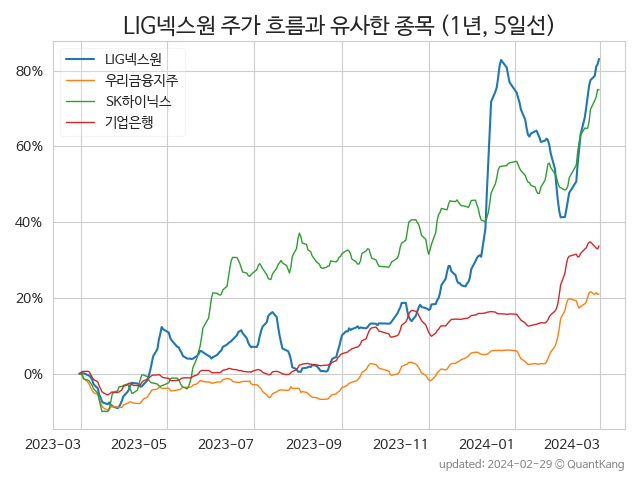 LIG넥스원 주가 흐름과 유사한 종목 (1년, 5일선)
LIG넥스원
우리금융지주
SK하이닉스
기업은행
80%
60%
40%
20%
0%
2023-03 2023-05 2023-07 2023-09 2023-11 2024-01 2024-03
updated: 2024-02-29 © QuantKang